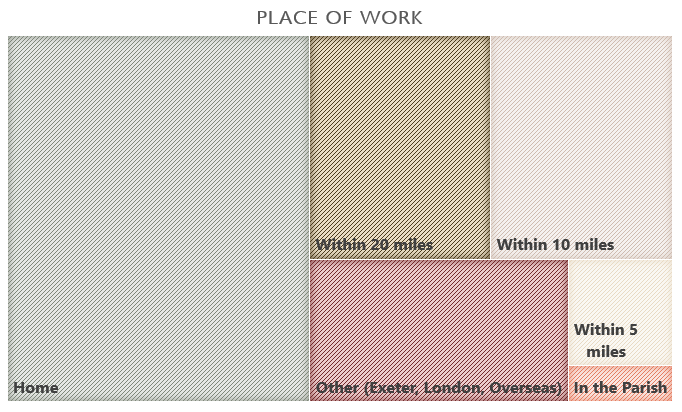 PLACE OF WORK
Within 20 miles
Within 10 miles
Within 5
miles
Home
Other (Exeter, London, Overseas)
In the Parish